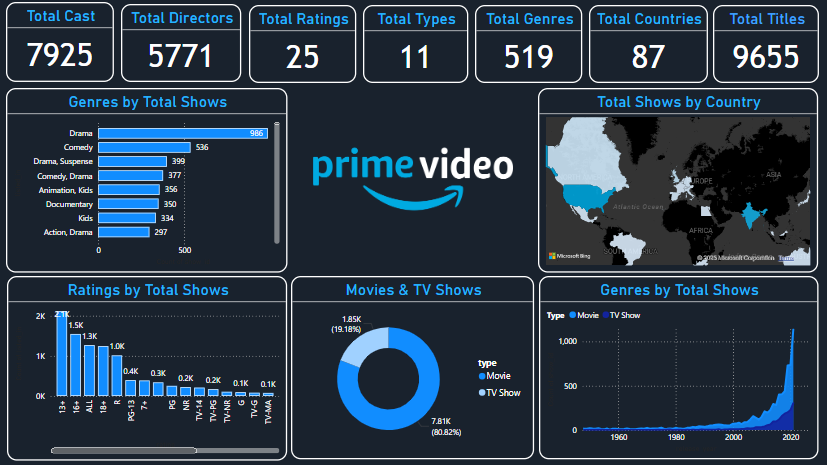 Total Cast
7925
Total Directors
5771
Total Ratings
25
Total Types
11
Total Genres
519
Total Countries
87
Total Titles
9655
Genres by Total Shows
Drama 986
Comedy 536
Drama, Suspense 399
Comedy, Drama 377
Animation, Kids 356
Documentary 350
Kids 334
Action, Drama 297
0 500
prime video
Total Shows by Country
EUROPE
ASIA
Atlantic Ocean
AFRICA
SOUTH AMERICA
Microsoft Bing
© 2025 Microsoft Corporation Terms
Ratings by Total Shows
2K
1K
0K
2.1K
1.5K
1.3K
1.0K
0.4K
0.3K
0.2K
0.2K
0.1K
0.1K
13+
16+
ALL
18+
R
PG-13
7+
PG
NR
TV-14
TV-PG
TV-NR
G
TV-G
TV-MA
Movies & TV Shows
1.85K
(19.18%)
7.81K
(80.82%)
type
Movie
TV Show
Genres by Total Shows
Type Movie TV Show
1,000
500
0
1960 1980 2000 2020